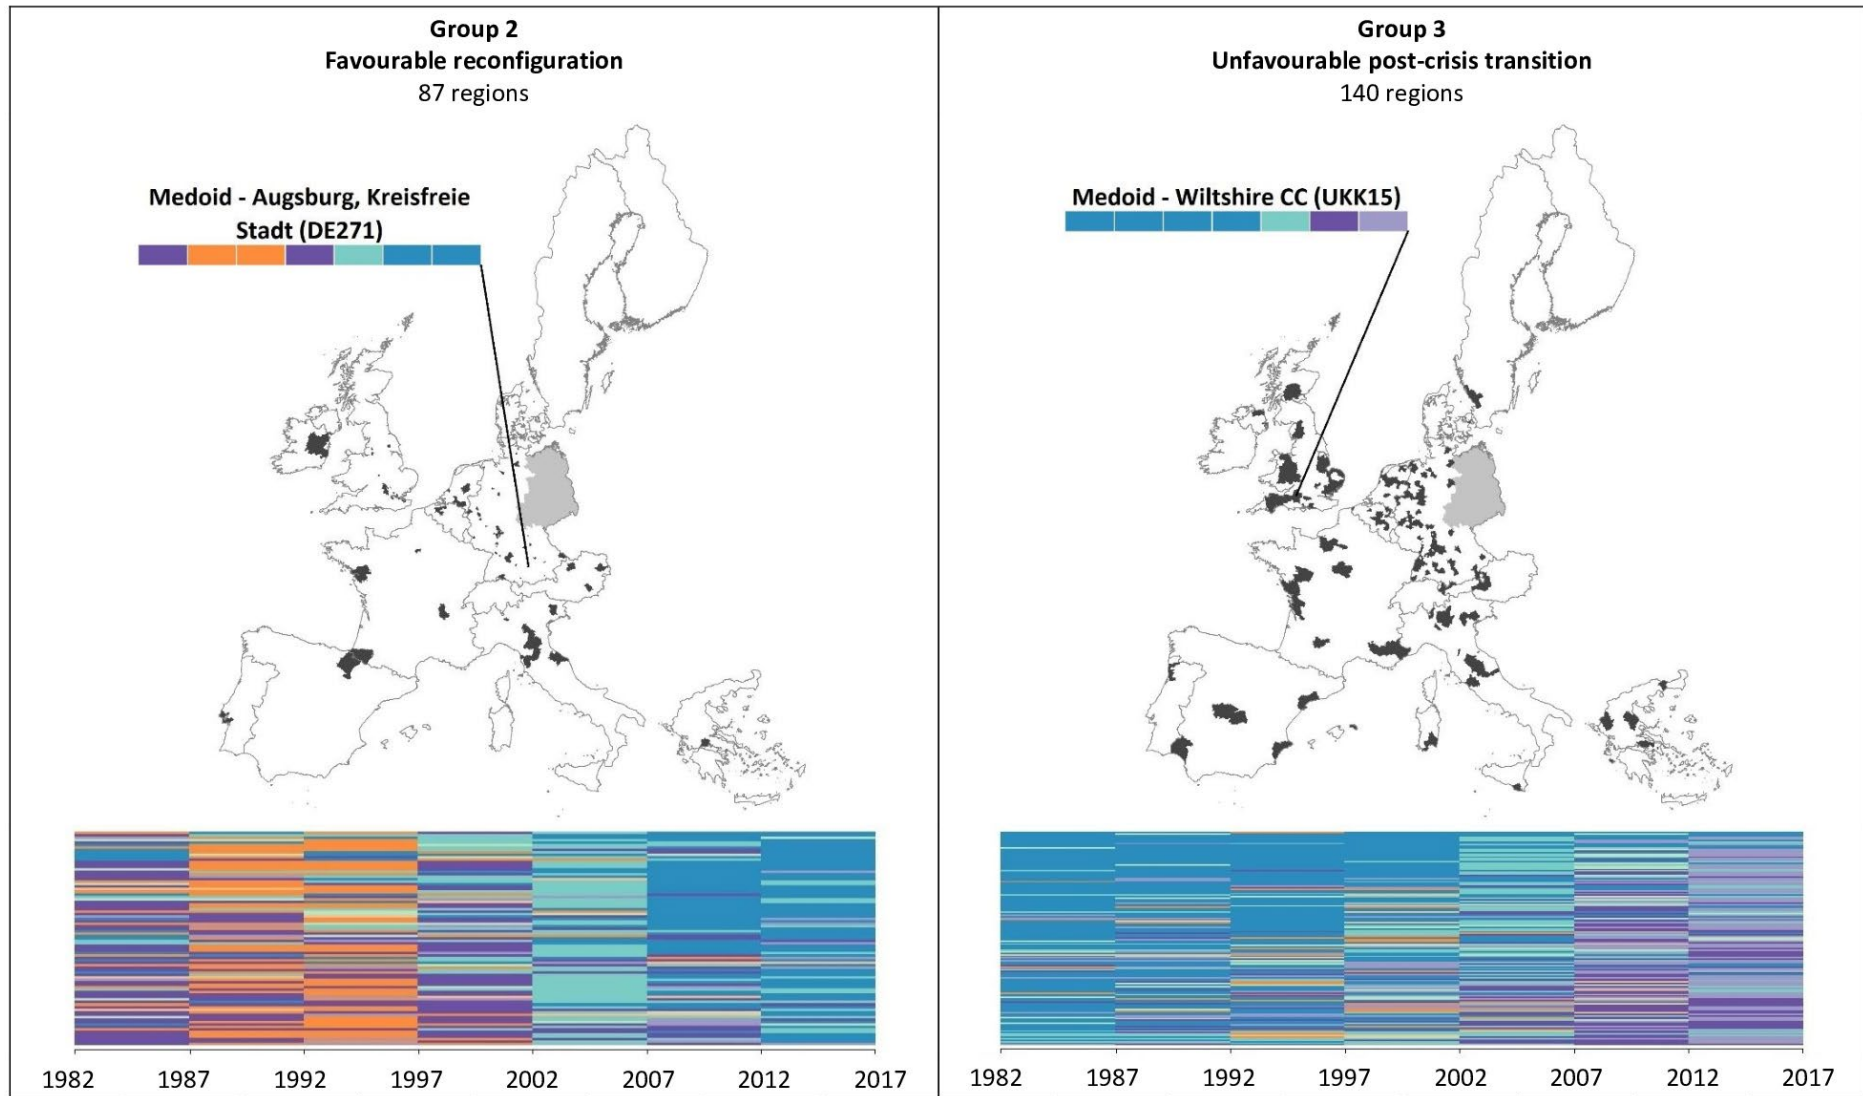 Group 2
Favourable reconfiguration
87 regions
Medoid - Augsburg, Kreisfreie
Stadt (DE271)
1982 1987 1992 1997 2002 2007 2012 2017
Group 3
Unfavourable post-crisis transition
140 regions
Medoid - Wiltshire CC (UKK15)
1982 1987 1992 1997 2002 2007 2012 2017